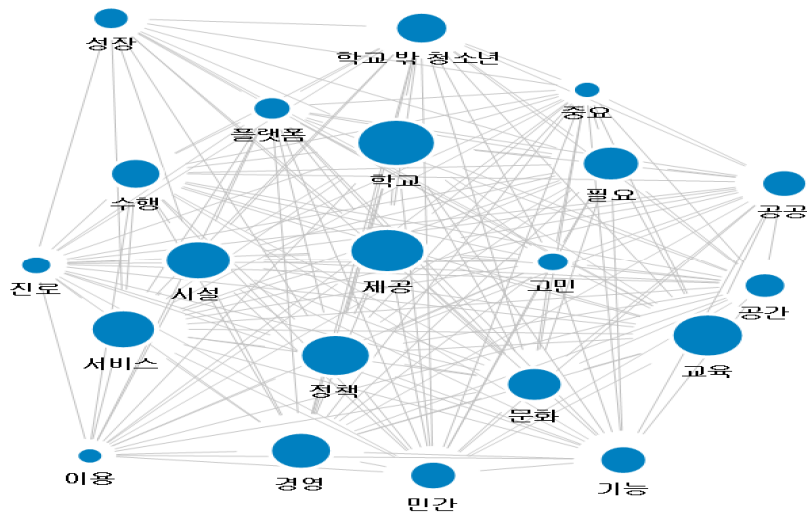 성장
학교 밖 청소년
중요
플랫폼
학교
필요
수행
공공
진로
시설
제공
고민
공간
서비스
정책
교육
문화
이용
경영
민간
기능